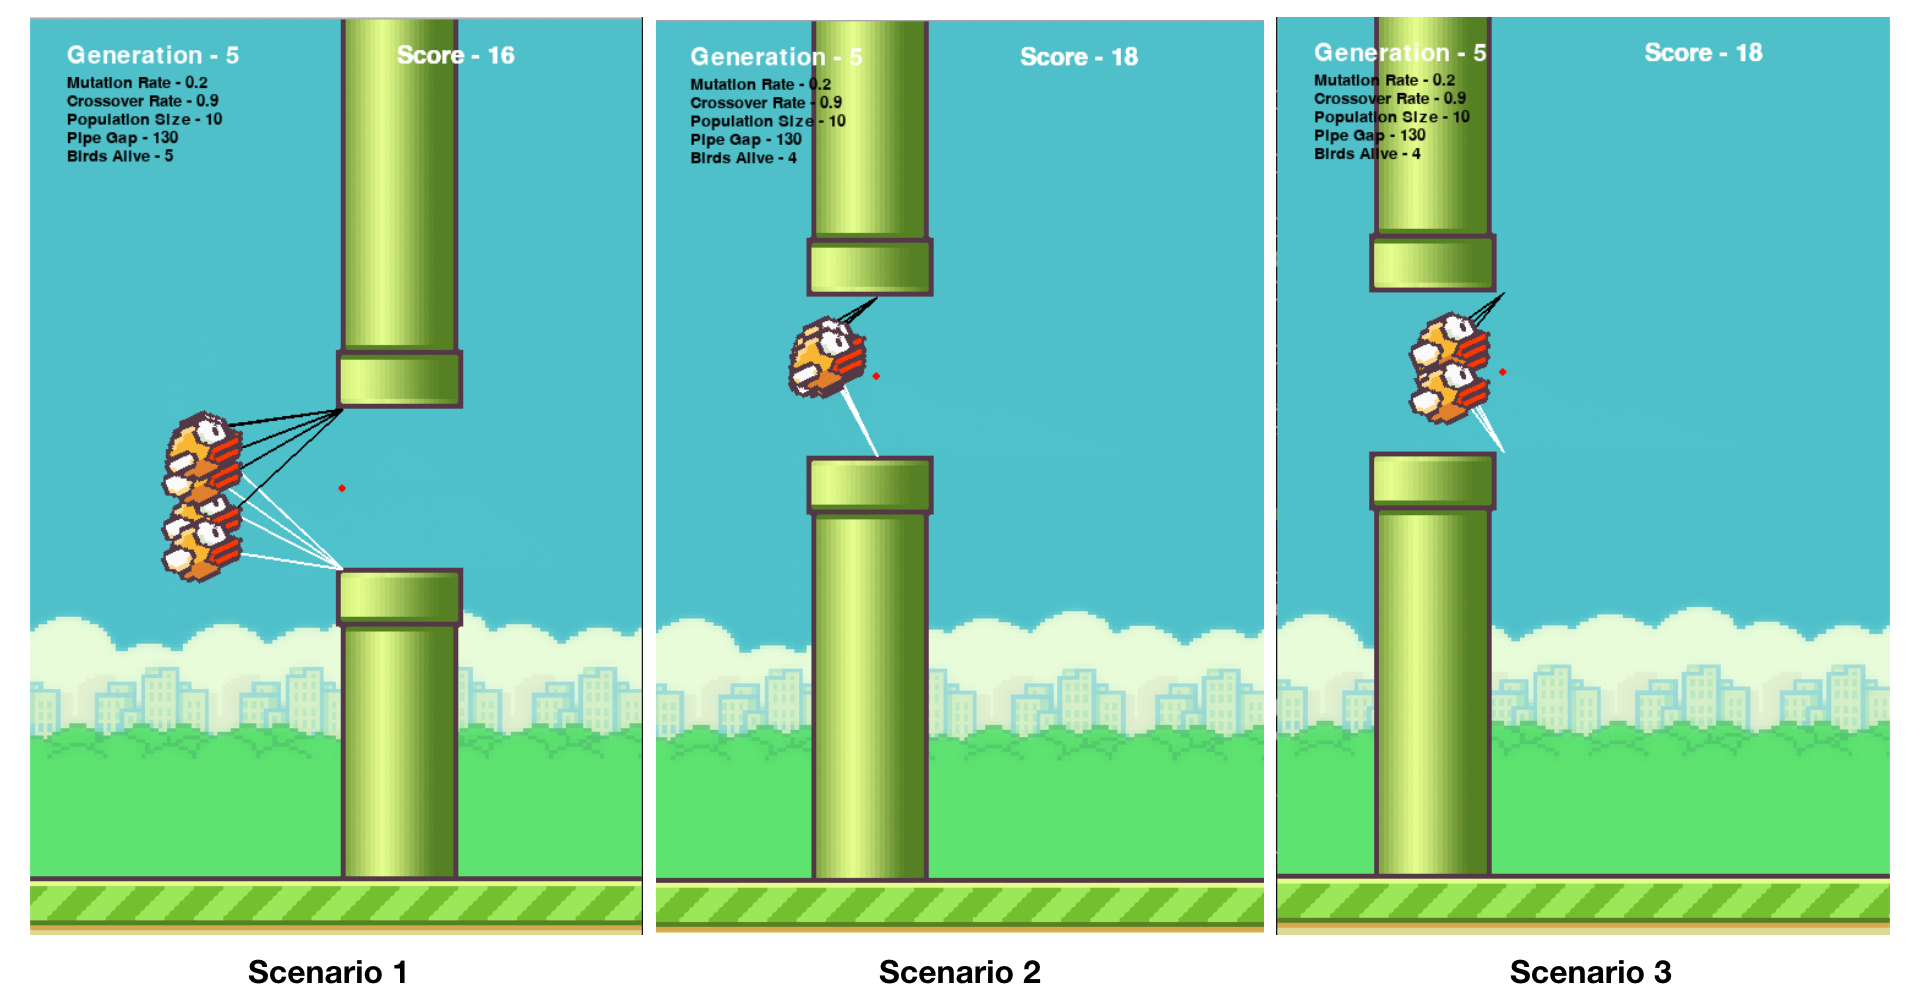 Generation - 5
Score - 16
Mutation Rate - 0.2
Crossover Rate - 0.9
Population Size - 10
Pipe Gap - 130
Birds Alive - 5
Generation - 5
Score - 18
Mutation Rate - 0.2
Crossover Rate - 0.9
Population Size - 10
Pipe Gap - 130
Birds Alive - 4
Generation - 5
Score - 18
Mutation Rate - 0.2
Crossover Rate - 0.9
Population Size - 10
Pipe Gap - 130
Birds Alive - 4
Scenario 1
Scenario 2
Scenario 3